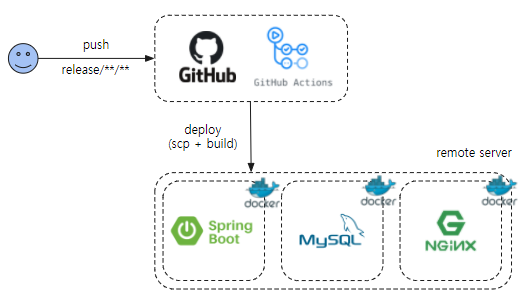 push
release/**/**
GitHub
GitHub Actions
deploy
(scp + build)
remote server
docker
docker
docker
Spring
Boot
MySQL
NGINX